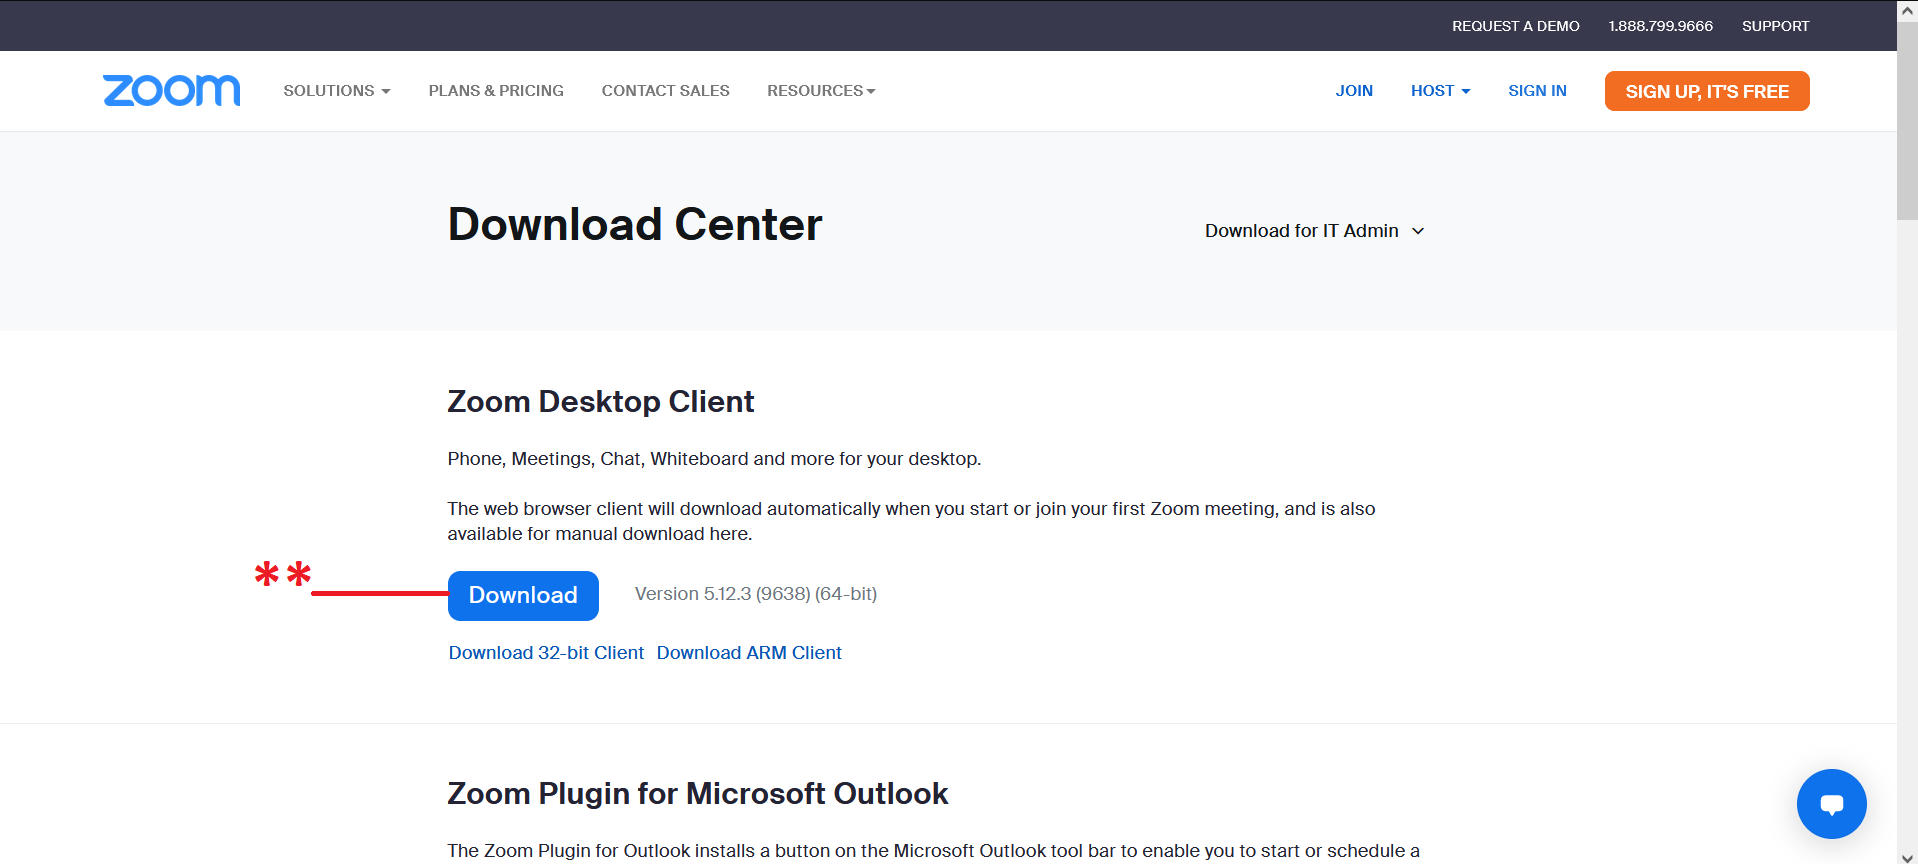 REQUEST A DEMO 1.888.799.9666 SUPPORT
zoom SOLUTIONS PLANS & PRICING CONTACT SALES RESOURCES JOIN HOST SIGN IN SIGN UP, IT'S FREE
Download Center Download for IT Admin
Zoom Desktop Client
Phone, Meetings, Chat, Whiteboard and more for your desktop.
The web browser client will download automatically when you start or join your first Zoom meeting, and is also
available for manual download here.
** Download Version 5.12.3 (9638) (64-bit)
Download 32-bit Client Download ARM Client
Zoom Plugin for Microsoft Outlook
The Zoom Plugin for Outlook installs a button on the Microsoft Outlook tool bar to enable you to start or schedule a